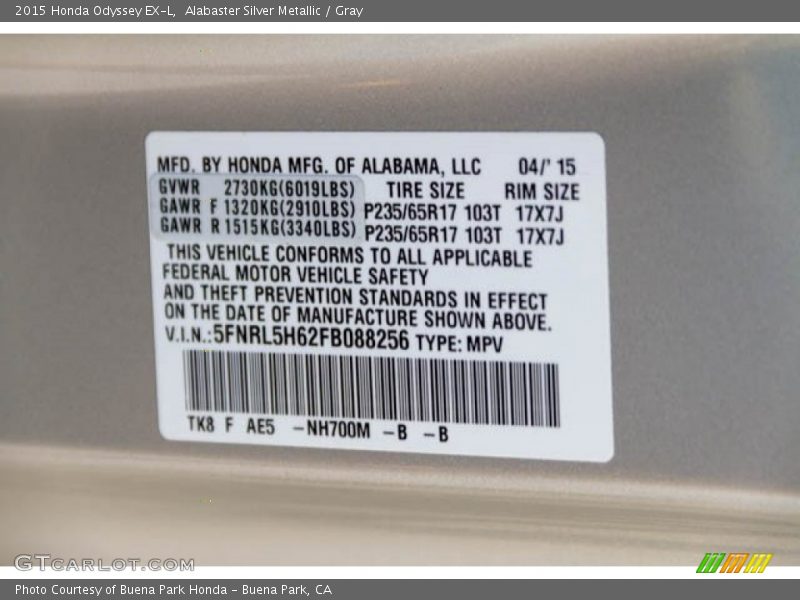 2015 Honda Odyssey EX-L,  Alabaster Silver Metallic / Gray
MFD. BY HONDA MFG. OF ALABAMA, LLC 04/' 15
GVWR 2730KG(6019LBS) TIRE SIZE RIM SIZE
GAWR F 1320KG(2910LBS) P235/65R17 103T 17X7J
GAWR R 1515KG(3340LBS) P235/65R17 103T 17X7J
THIS VEHICLE CONFORMS TO ALL APPLICABLE
FEDERAL MOTOR VEHICLE SAFETY
AND THEFT PREVENTION STANDARDS IN EFFECT
ON THE DATE OF MANUFACTURE SHOWN ABOVE.
V.I.N.:5FNRL5H62FB088256 TYPE: MPV
TK8 F AE5 -NH700M -B -B
GTCARLOT.COM
Photo Courtesy of Buena Park Honda - Buena Park, CA